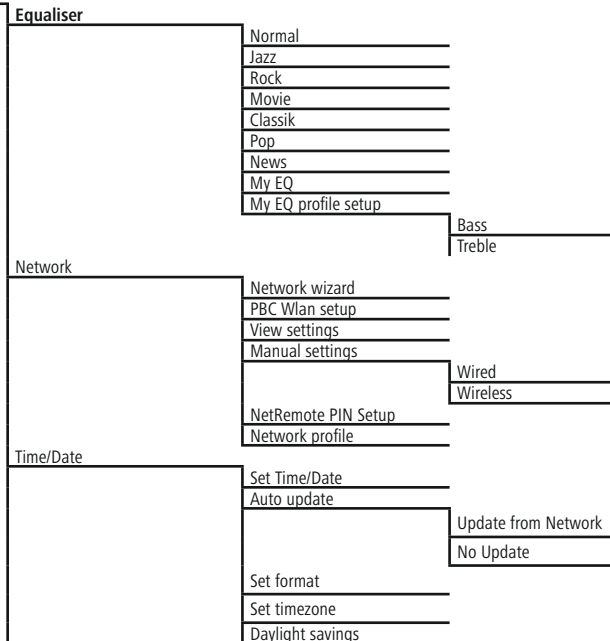 Equaliser
Normal
Jazz
Rock
Movie
Classik
Pop
News
My EQ
My EQ profile setup
Bass
Treble
Network
Network wizard
PBC Wlan setup
View settings
Manual settings
Wired
Wireless
NetRemote PIN Setup
Network profile
Time/Date
Set Time/Date
Auto update
Update from Network
No Update
Set format
Set timezone
Daylight savings